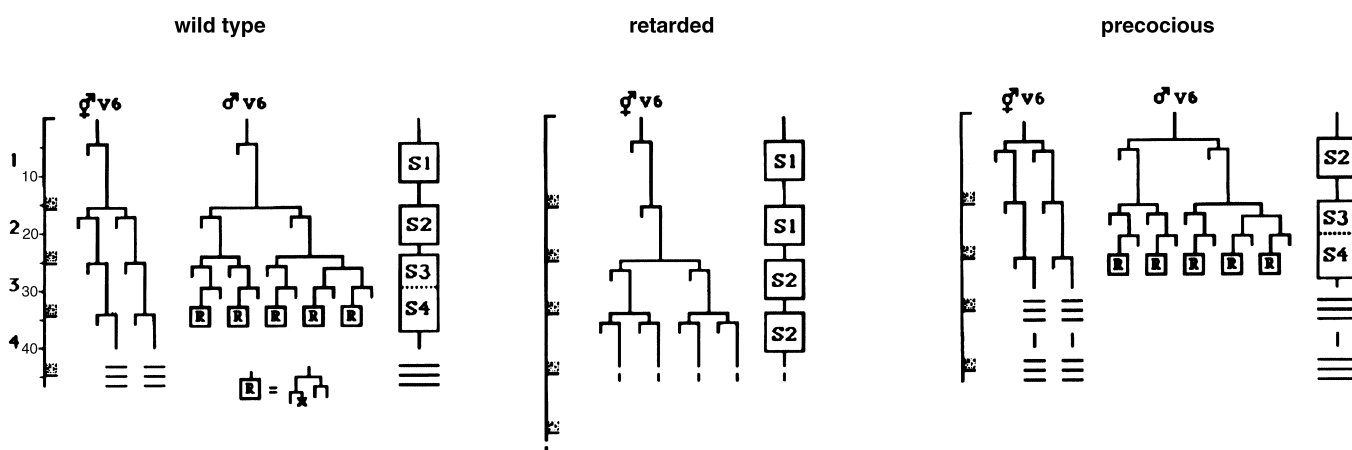 wild type
retarded
precocious
⚥ V6
♂ V6
⚥ V6
⚥ V6
♂ V6
1
10
2
20
3
30
4
40
S1
S2
S3
S4
R R R R R
R =
S1
S1
S2
S2
R R R R R
S2
S3
S4